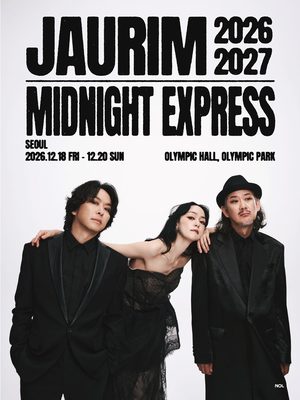 JAURIM 2026
2027
MIDNIGHT EXPRESS
SEOUL
2026.12.18 FRI - 12.20 SUN OLYMPIC HALL, OLYMPIC PARK
NOL